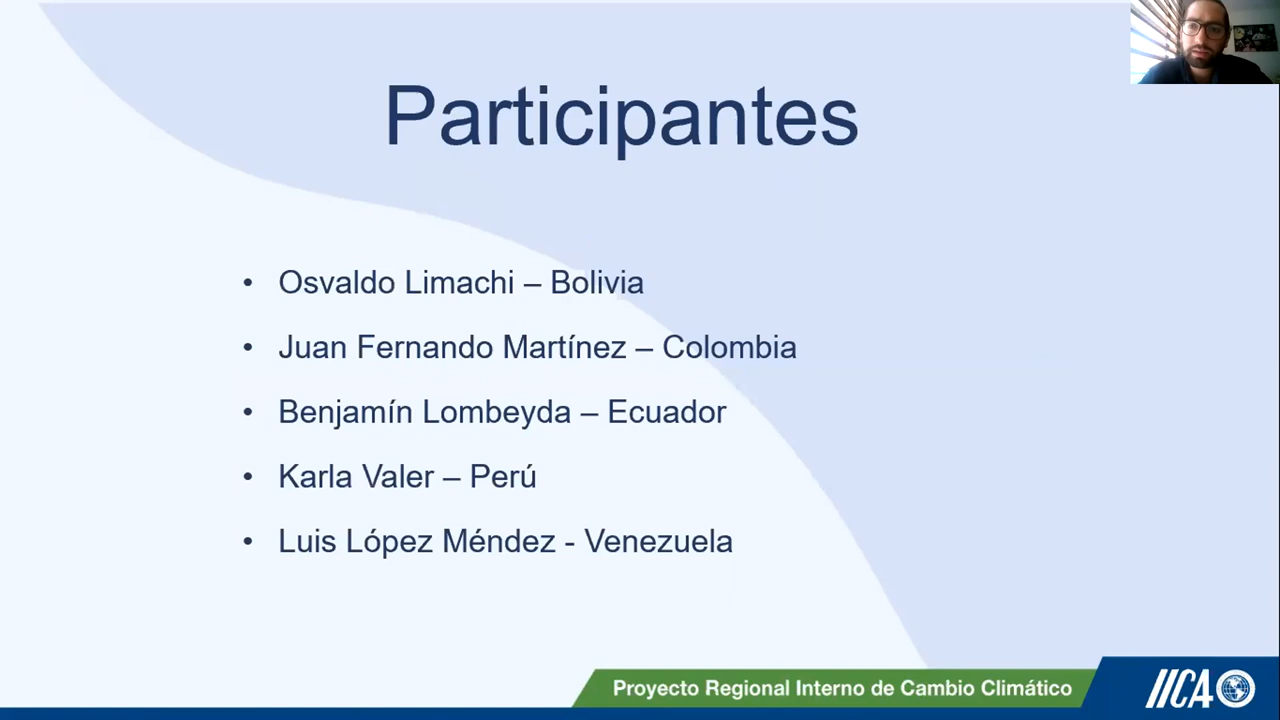 Participantes
• Osvaldo Limachi – Bolivia
• Juan Fernando Martínez – Colombia
• Benjamín Lombeyda – Ecuador
• Karla Valer – Perú
• Luis López Méndez - Venezuela
Proyecto Regional Interno de Cambio Climático
IICA